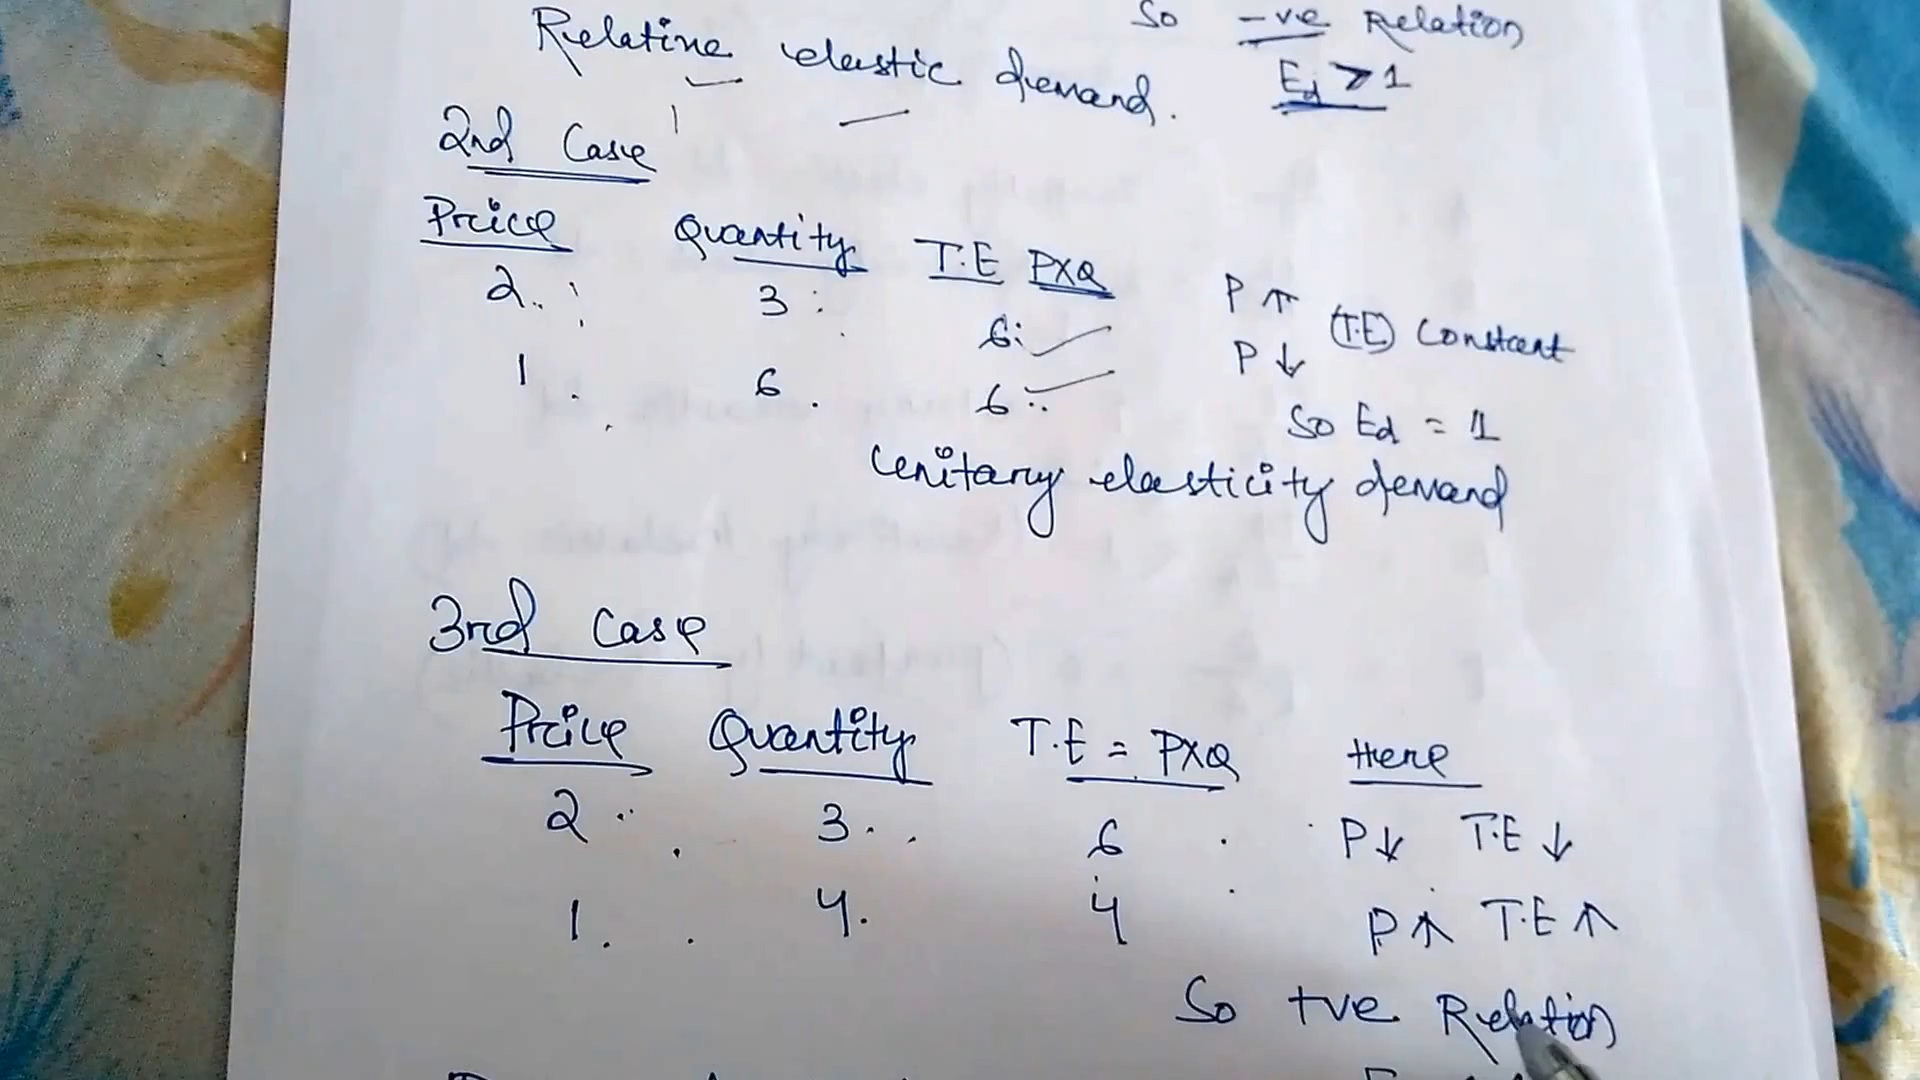 So -ve Relation
Relative elastic demand.
Ed > 1
2nd Case
Price Quantity T.E PXQ
2 3 6
1 6 6
P ↑
P ↓
(T.E) Constant
So Ed = 1
Unitary elasticity demand
3rd Case
Price Quantity T.E = PXQ Here
2 3 6 P↓ T.E ↓
1 4 4 P↑ T.E ↑
So +ve Relation